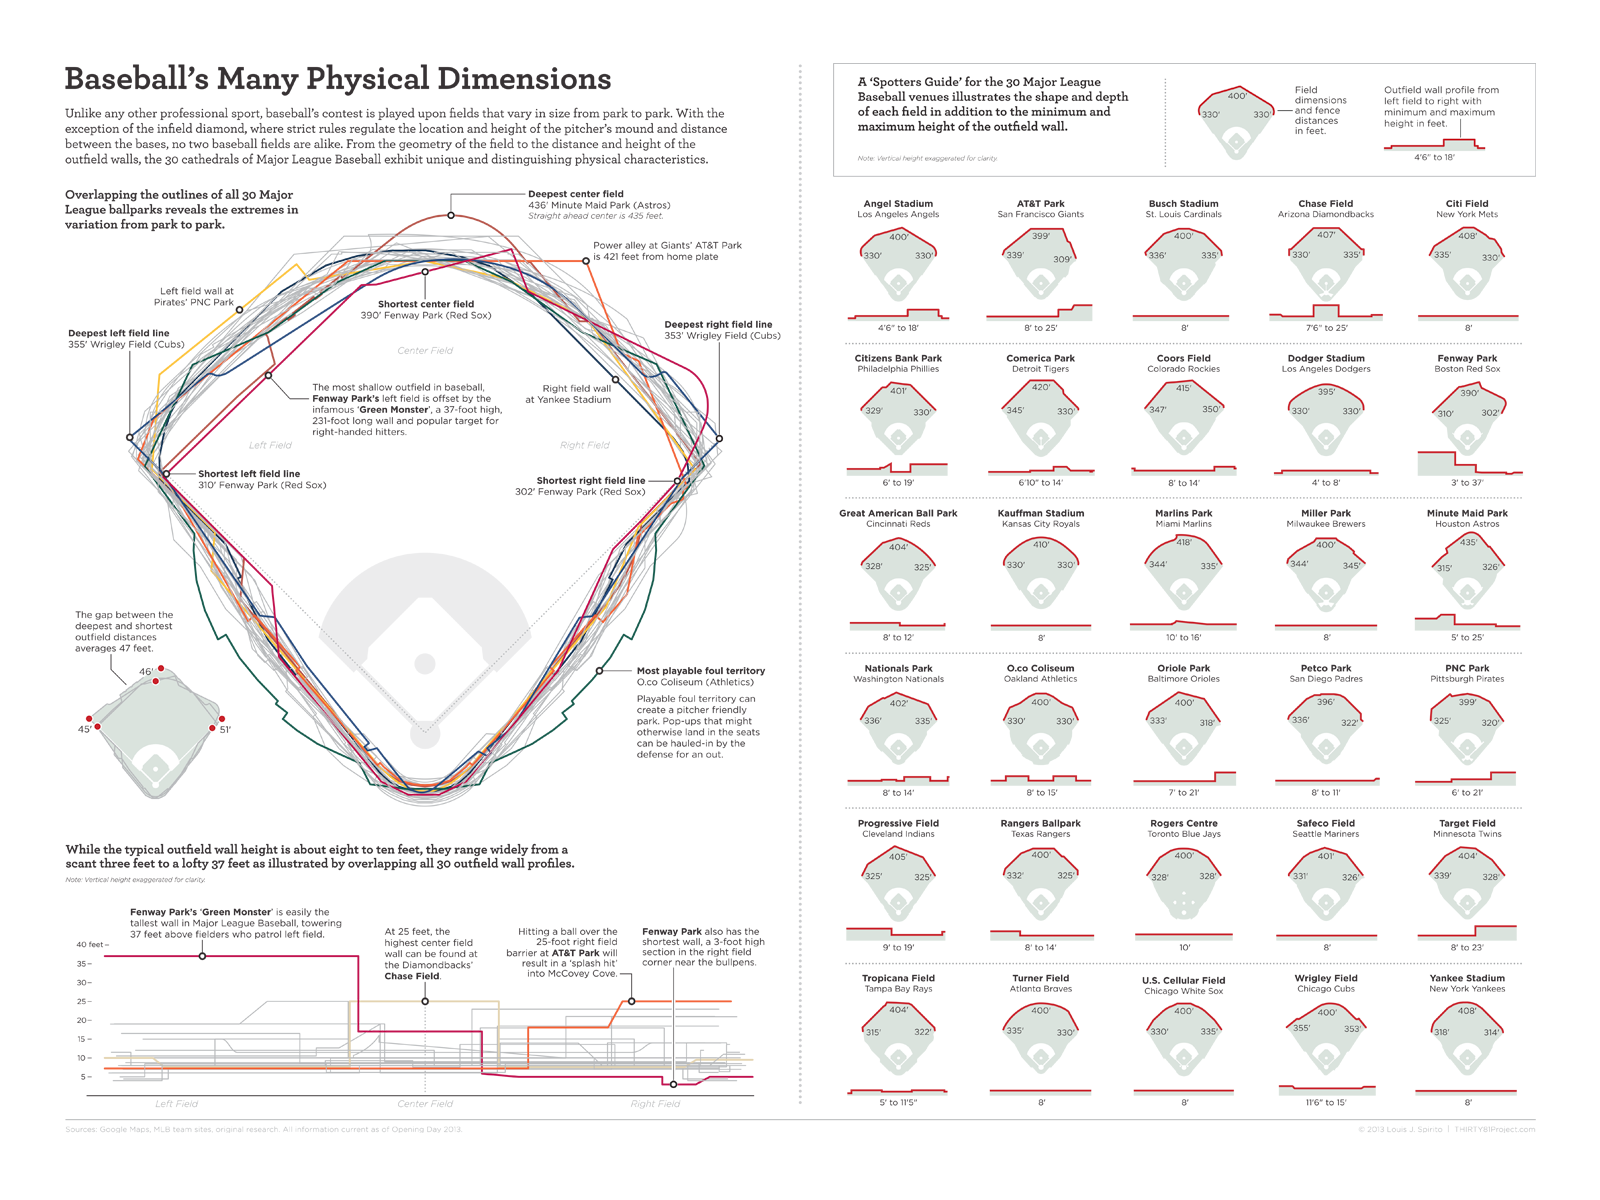 Baseball's Many Physical Dimensions
Unlike any other professional sport, baseball's contest is played upon fields that vary in size from park to park. With the
exception of the infield diamond, where strict rules regulate the location and height of the pitcher's mound and distance
between the bases, no two baseball fields are alike. From the geometry of the field to the distance and height of the
outfield walls, the 30 cathedrals of Major League Baseball exhibit unique and distinguishing physical characteristics.
Overlapping the outlines of all 30 Major
League ballparks reveals the extremes in
variation from park to park.
Deepest center field
436' Minute Maid Park (Astros)
Straight ahead center is 435 feet.
Power alley at Giants' AT&T Park
is 421 feet from home plate
Left field wall at
Pirates' PNC Park
Shortest center field
390' Fenway Park (Red Sox)
Deepest left field line
355' Wrigley Field (Cubs)
Deepest right field line
353' Wrigley Field (Cubs)
Center Field
The most shallow outfield in baseball,
Fenway Park's left field is offset by the
infamous 'Green Monster', a 37-foot high,
231-foot long wall and popular target for
right-handed hitters.
Right field wall
at Yankee Stadium
Left Field
Right Field
Shortest left field line
310' Fenway Park (Red Sox)
Shortest right field line
302' Fenway Park (Red Sox)
The gap between the
deepest and shortest
outfield distances
averages 47 feet.
46'
45'
51'
Most playable foul territory
O.co Coliseum (Athletics)
Playable foul territory can
create a pitcher friendly
park. Pop-ups that might
otherwise land in the seats
can be hauled-in by the
defense for an out.
While the typical outfield wall height is about eight to ten feet, they range widely from a
scant three feet to a lofty 37 feet as illustrated by overlapping all 30 outfield wall profiles.
Note: Vertical height exaggerated for clarity.
Fenway Park's 'Green Monster' is easily the
tallest wall in Major League Baseball, towering
37 feet above fielders who patrol left field.
At 25 feet, the
highest center field
wall can be found at
the Diamondbacks'
Chase Field.
Hitting a ball over the
25-foot right field
barrier at AT&T Park will
result in a 'splash hit'
into McCovey Cove.
Fenway Park also has the
shortest wall, a 3-foot high
section in the right field
corner near the bullpens.
40 feet
35
30
25
20
15
10
5
Left Field
Center Field
Right Field
Sources: Google Maps, MLB team sites, original research. All information current as of Opening Day 2013.
A 'Spotters Guide' for the 30 Major League
Baseball venues illustrates the shape and depth
of each field in addition to the minimum and
maximum height of the outfield wall.
Note: Vertical height exaggerated for clarity.
400'
330' 330'
Field
dimensions
and fence
distances
in feet.
Outfield wall profile from
left field to right with
minimum and maximum
height in feet.
4'6" to 18'
Angel Stadium
Los Angeles Angels
400'
330' 330'
4'6" to 18'
AT&T Park
San Francisco Giants
399'
339' 309'
8' to 25'
Busch Stadium
St. Louis Cardinals
400'
336' 335'
8'
Chase Field
Arizona Diamondbacks
407'
330' 335'
7'6" to 25'
Citi Field
New York Mets
408'
335' 330'
8'
Citizens Bank Park
Philadelphia Phillies
401'
329' 330'
6' to 19'
Comerica Park
Detroit Tigers
420'
345' 330'
6'10" to 14'
Coors Field
Colorado Rockies
415'
347' 350'
8' to 14'
Dodger Stadium
Los Angeles Dodgers
395'
330' 330'
4' to 8'
Fenway Park
Boston Red Sox
390'
310' 302'
3' to 37'
Great American Ball Park
Cincinnati Reds
404'
328' 325'
8' to 12'
Kauffman Stadium
Kansas City Royals
410'
330' 330'
8'
Marlins Park
Miami Marlins
418'
344' 335'
10' to 16'
Miller Park
Milwaukee Brewers
400'
344' 345'
8'
Minute Maid Park
Houston Astros
435'
315' 326'
5' to 25'
Nationals Park
Washington Nationals
402'
336' 335'
8' to 14'
O.co Coliseum
Oakland Athletics
400'
330' 330'
8' to 15'
Oriole Park
Baltimore Orioles
400'
333' 318'
7' to 21'
Petco Park
San Diego Padres
396'
336' 322'
8' to 11'
PNC Park
Pittsburgh Pirates
399'
325' 320'
6' to 21'
Progressive Field
Cleveland Indians
405'
325' 325'
9' to 19'
Rangers Ballpark
Texas Rangers
400'
332' 325'
8' to 14'
Rogers Centre
Toronto Blue Jays
400'
328' 328'
10'
Safeco Field
Seattle Mariners
401'
331' 326'
8'
Target Field
Minnesota Twins
404'
339' 328'
8' to 23'
Tropicana Field
Tampa Bay Rays
404'
315' 322'
5' to 11'5"
Turner Field
Atlanta Braves
400'
335' 330'
8'
U.S. Cellular Field
Chicago White Sox
400'
330' 335'
8'
Wrigley Field
Chicago Cubs
400'
355' 353'
11'6" to 15'
Yankee Stadium
New York Yankees
408'
318' 314'
8'
© 2013 Louis J. Spirito | THIRTY81Project.com